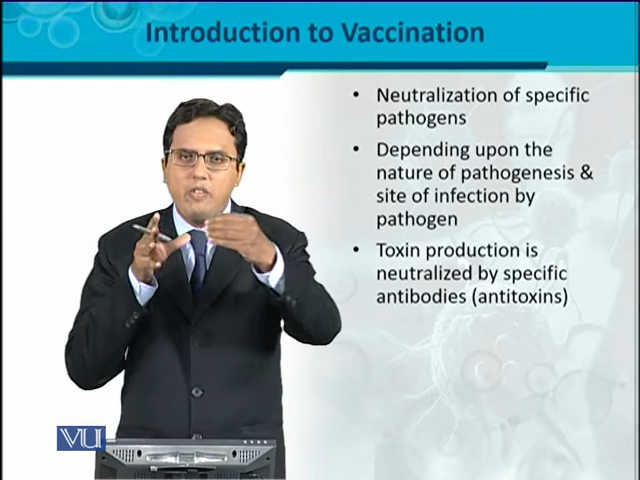 Introduction to Vaccination
• Neutralization of specific
pathogens
• Depending upon the
nature of pathogenesis &
site of infection by
pathogen
• Toxin production is
neutralized by specific
antibodies (antitoxins)
VU